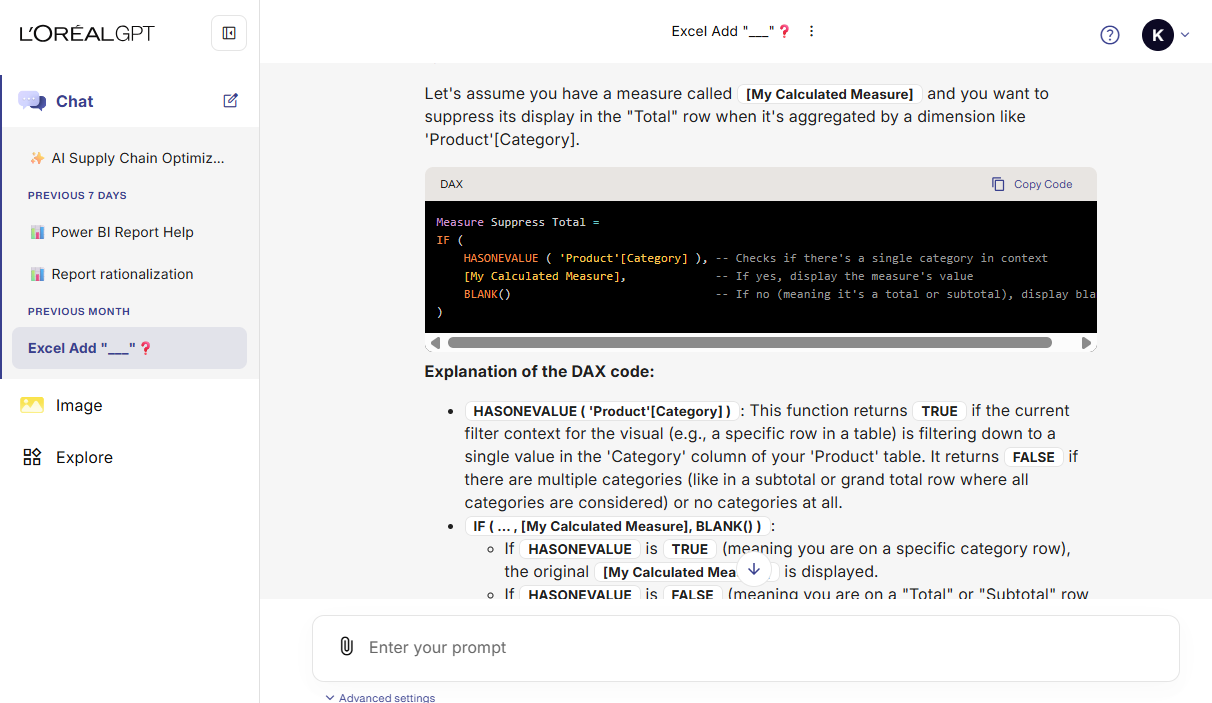 L'ORÉALGPT
Chat
✨ AI Supply Chain Optimiz...
PREVIOUS 7 DAYS
📊 Power BI Report Help
📊 Report rationalization
PREVIOUS MONTH
Excel Add "___" ❓
Image
Explore
Excel Add "___" ❓
K
Let's assume you have a measure called [My Calculated Measure] and you want to
suppress its display in the "Total" row when it's aggregated by a dimension like
'Product'[Category].
DAX
Copy Code
Measure Suppress Total =
IF (
    HASONEVALUE ( 'Product'[Category] ), -- Checks if there's a single category in context
    [My Calculated Measure],             -- If yes, display the measure's value
    BLANK()                              -- If no (meaning it's a total or subtotal), display bla
)
Explanation of the DAX code:
• HASONEVALUE ( 'Product'[Category] ) : This function returns TRUE if the current
filter context for the visual (e.g., a specific row in a table) is filtering down to a
single value in the 'Category' column of your 'Product' table. It returns FALSE if
there are multiple categories (like in a subtotal or grand total row where all
categories are considered) or no categories at all.
• IF ( ... , [My Calculated Measure], BLANK() ) :
◦ If HASONEVALUE is TRUE (meaning you are on a specific category row),
the original [My Calculated Mea is displayed.
◦ If HASONEVALUE is FALSE (meaning you are on a "Total" or "Subtotal" row
Enter your prompt
Advanced settings